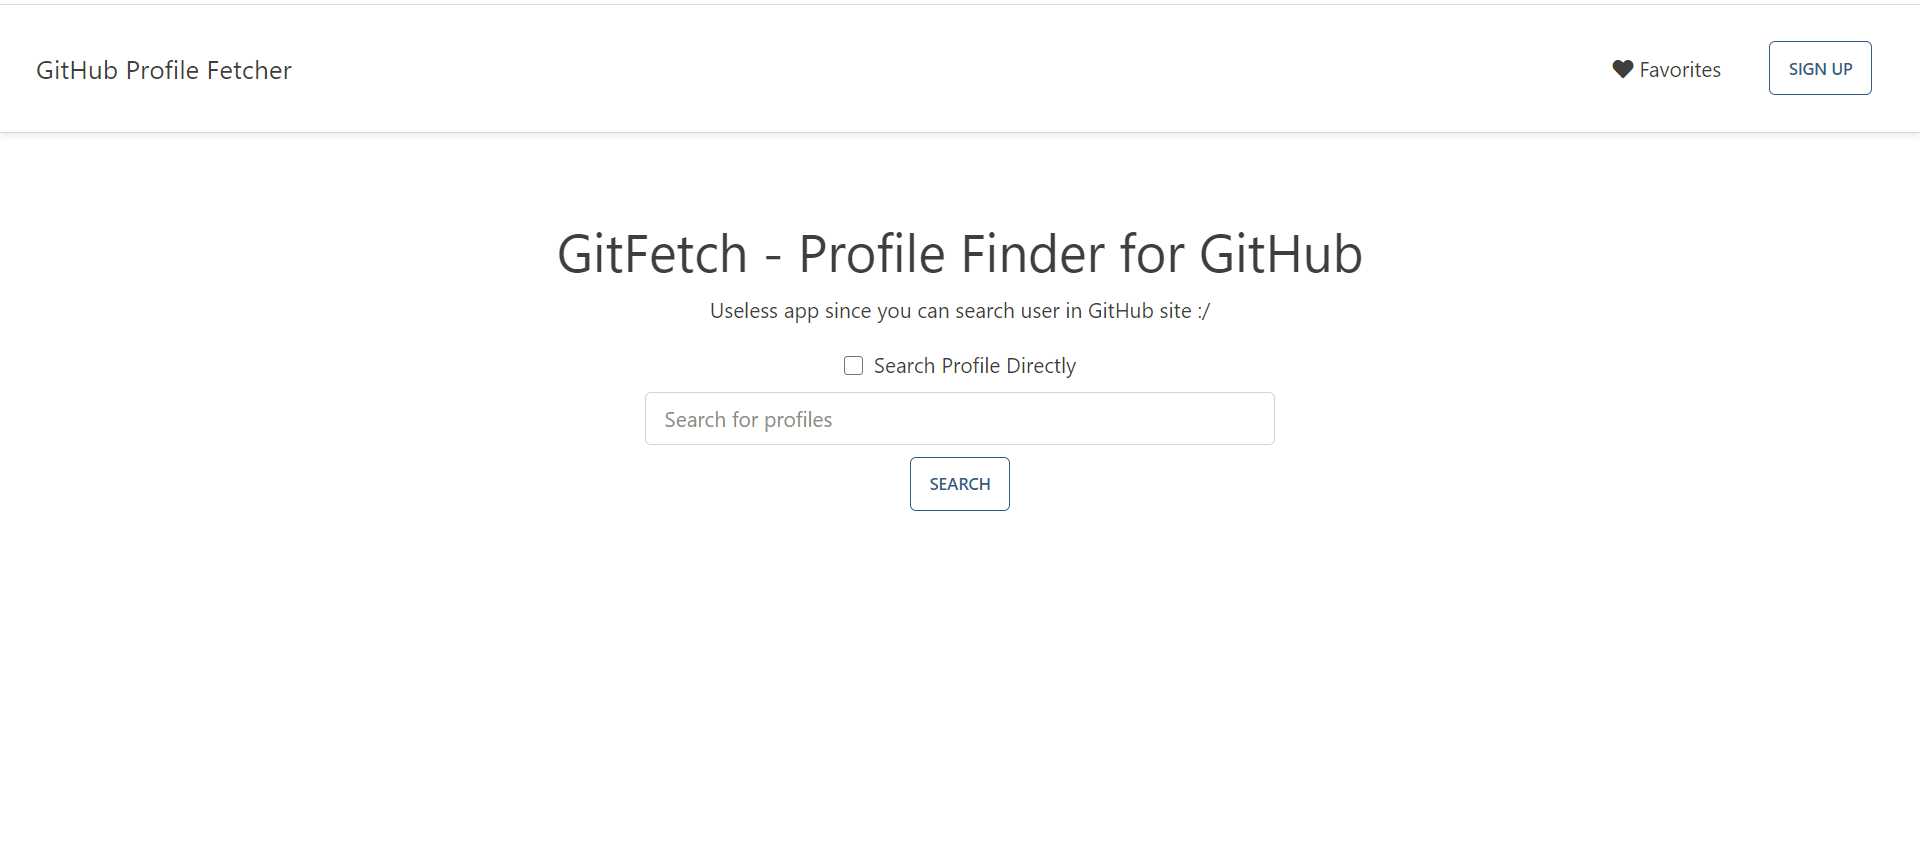 GitHub Profile Fetcher
Favorites
SIGN UP
GitFetch - Profile Finder for GitHub
Useless app since you can search user in GitHub site :/
Search Profile Directly
Search for profiles
SEARCH